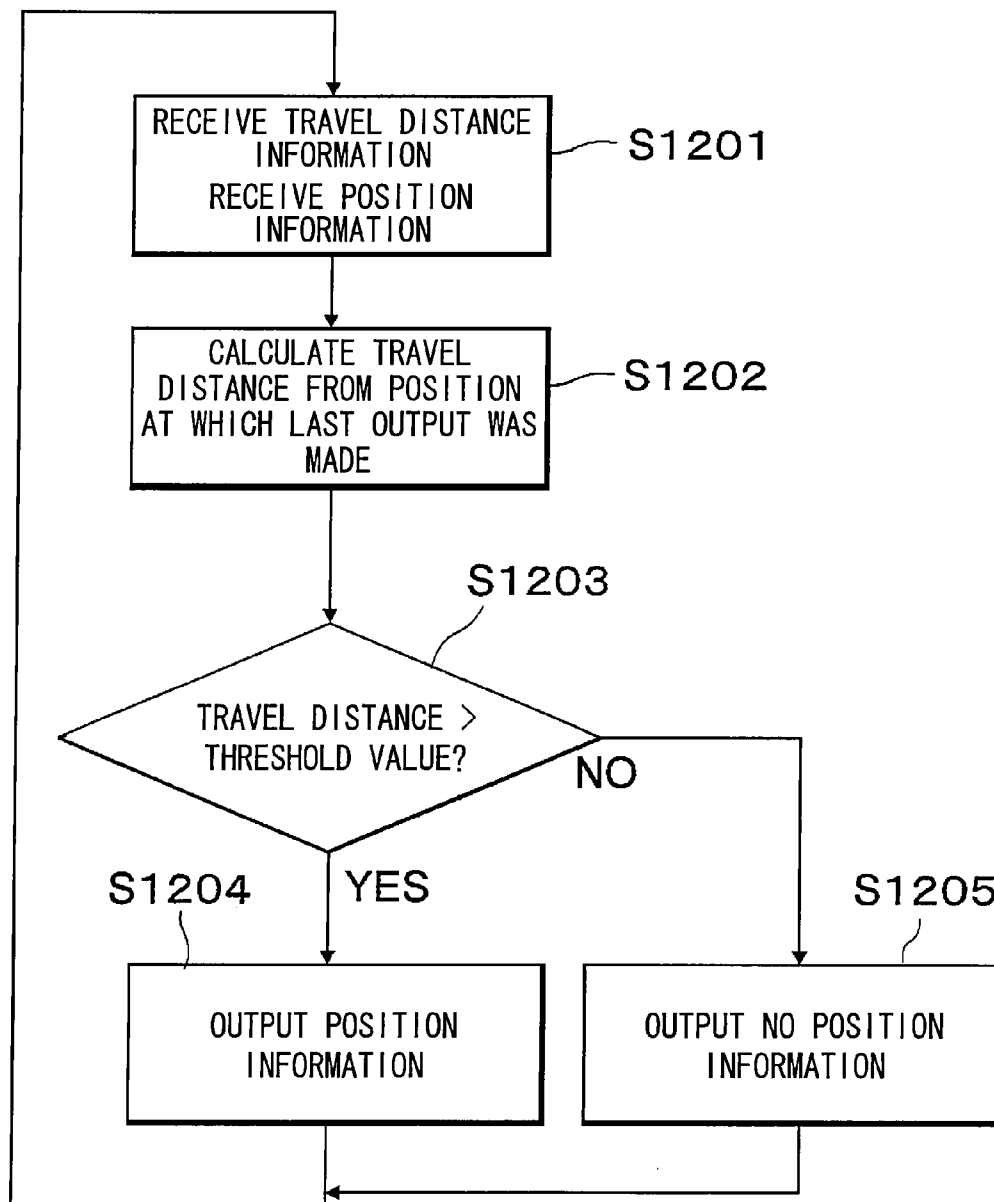 RECEIVE TRAVEL DISTANCE
INFORMATION
RECEIVE POSITION
INFORMATION
S1201
CALCULATE TRAVEL
DISTANCE FROM POSITION
AT WHICH LAST OUTPUT WAS
MADE
S1202
S1203
TRAVEL DISTANCE >
THRESHOLD VALUE?
NO
YES
S1204
S1205
OUTPUT POSITION
INFORMATION
OUTPUT NO POSITION
INFORMATION